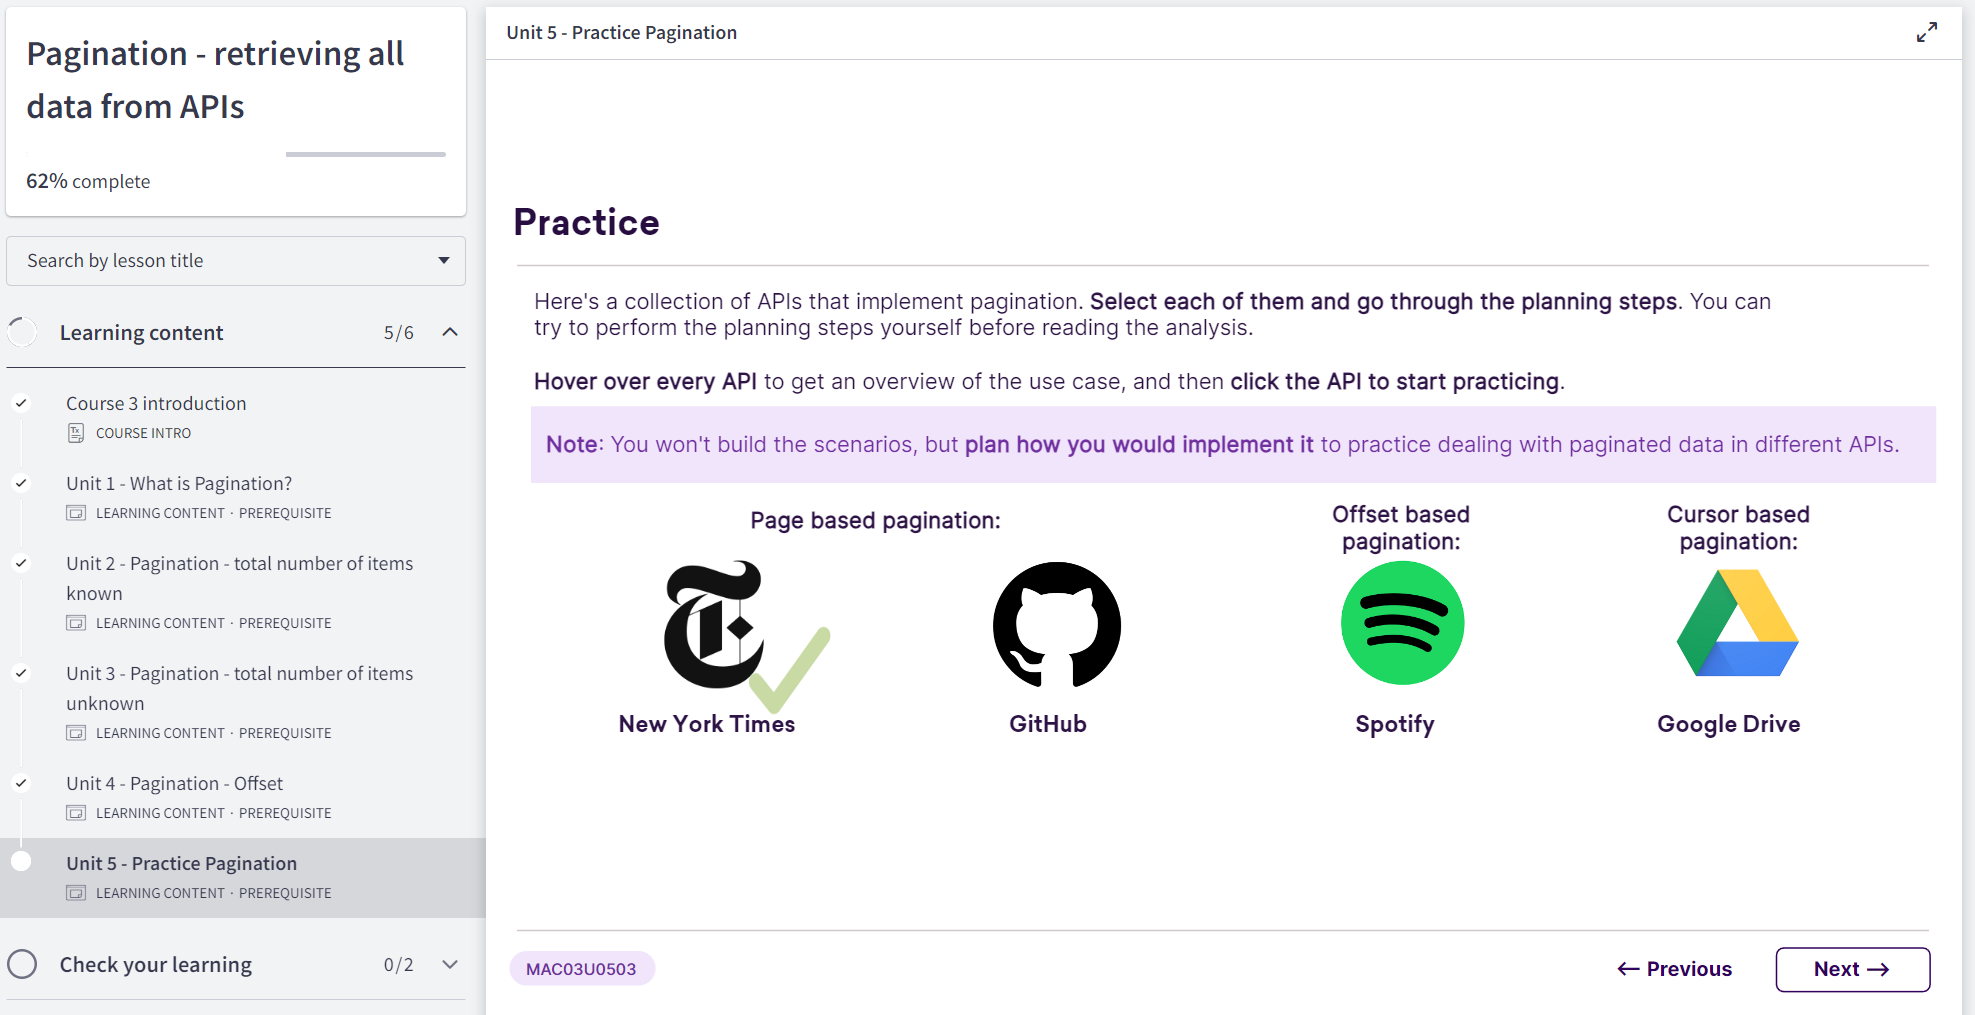 Pagination - retrieving all
data from APIs
62% complete
Search by lesson title
Learning content 5/6
Course 3 introduction
COURSE INTRO
Unit 1 - What is Pagination?
LEARNING CONTENT · PREREQUISITE
Unit 2 - Pagination - total number of items
known
LEARNING CONTENT · PREREQUISITE
Unit 3 - Pagination - total number of items
unknown
LEARNING CONTENT · PREREQUISITE
Unit 4 - Pagination - Offset
LEARNING CONTENT · PREREQUISITE
Unit 5 - Practice Pagination
LEARNING CONTENT · PREREQUISITE
Check your learning 0/2
Unit 5 - Practice Pagination
Practice
Here's a collection of APIs that implement pagination. Select each of them and go through the planning steps. You can
try to perform the planning steps yourself before reading the analysis.
Hover over every API to get an overview of the use case, and then click the API to start practicing.
Note: You won't build the scenarios, but plan how you would implement it to practice dealing with paginated data in different APIs.
Page based pagination:
Offset based
pagination:
Cursor based
pagination:
New York Times
GitHub
Spotify
Google Drive
MAC03U0503
← Previous
Next →